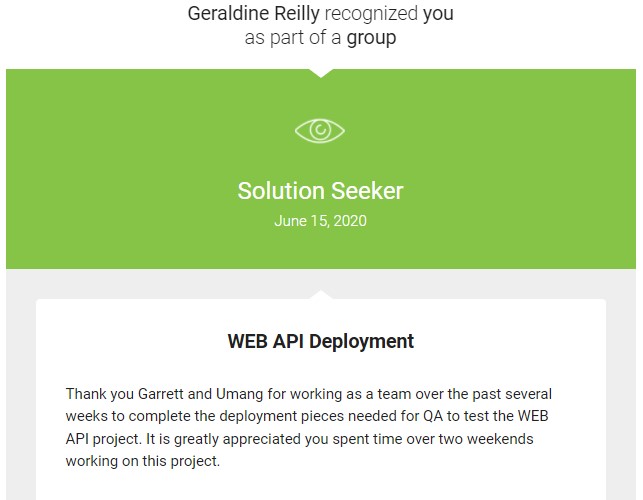 Geraldine Reilly recognized you
as part of a group
Solution Seeker
June 15, 2020
WEB API Deployment
Thank you Garrett and Umang for working as a team over the past several
weeks to complete the deployment pieces needed for QA to test the WEB
API project. It is greatly appreciated you spent time over two weekends
working on this project.